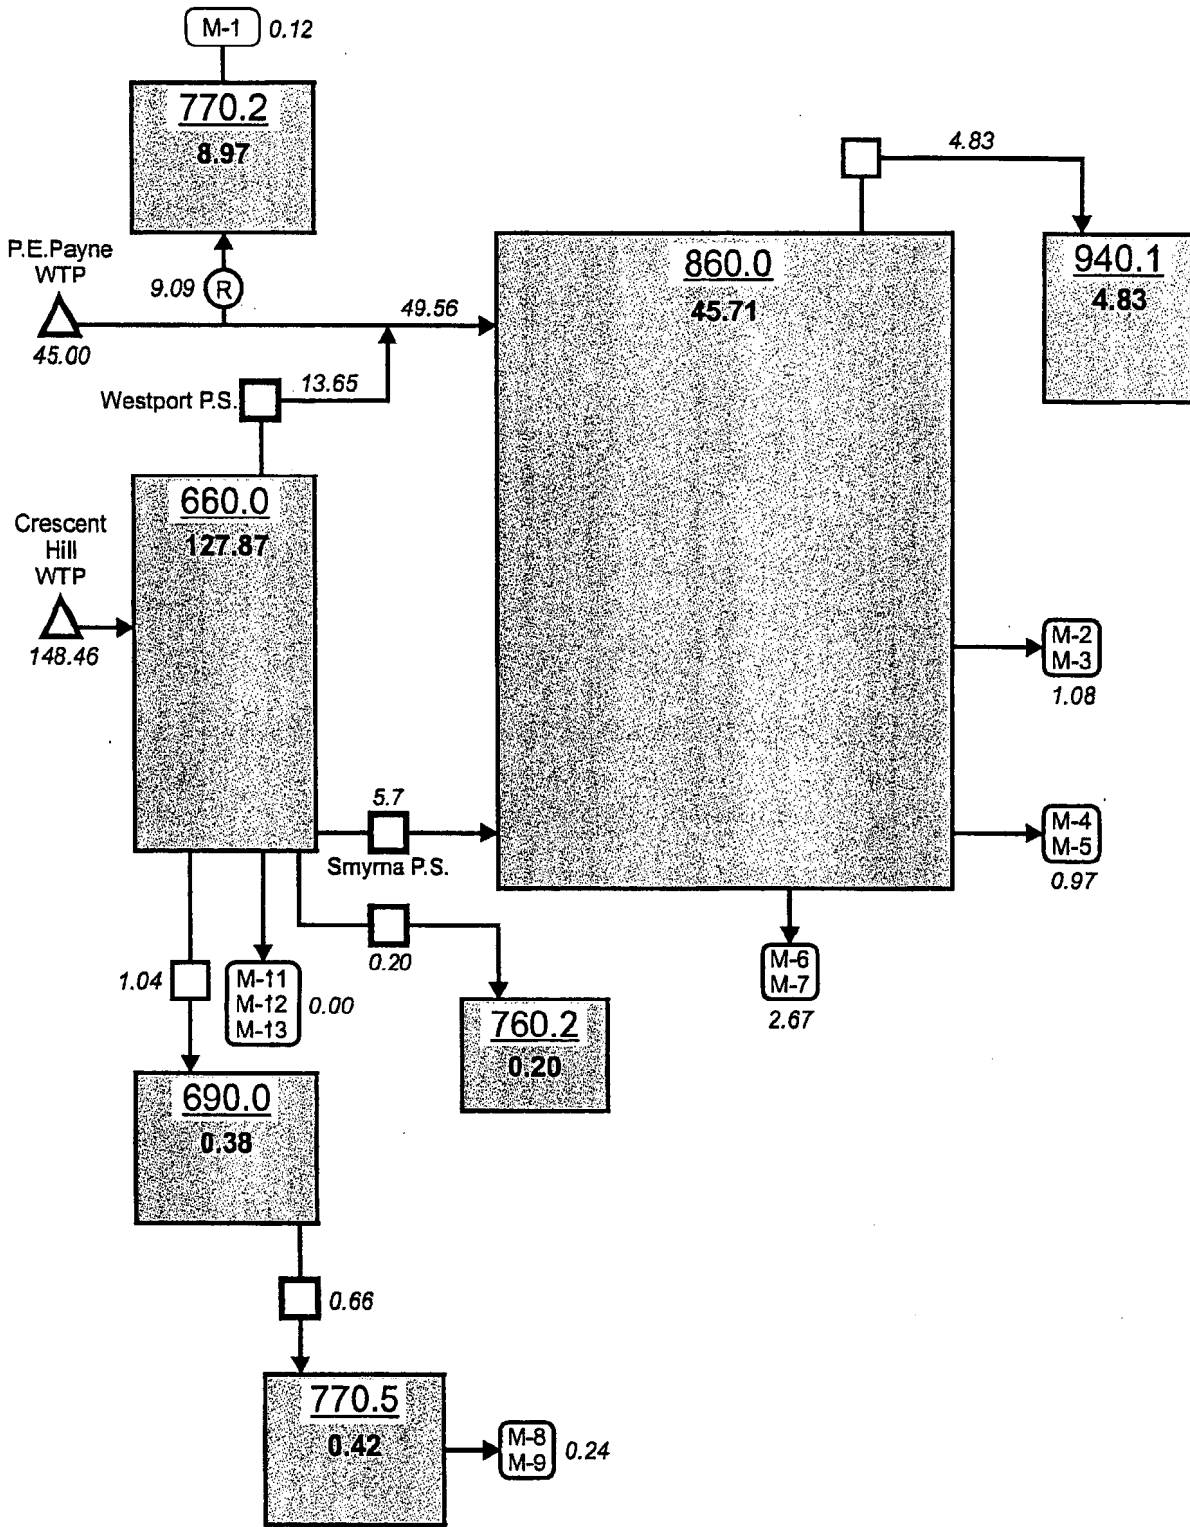 M-1
0.12
770.2
8.97
4.83
P.E.Payne
WTP
45.00
9.09
R
49.56
860.0
45.71
940.1
4.83
Westport P.S.
13.65
660.0
127.87
Crescent
Hill
WTP
148.46
M-2
M-3
1.08
5.7
Smyrna P.S.
M-4
M-5
0.97
0.20
1.04
M-11
M-12
M-13
0.00
M-6
M-7
2.67
760.2
0.20
690.0
0.38
0.66
770.5
0.42
M-8
M-9
0.24